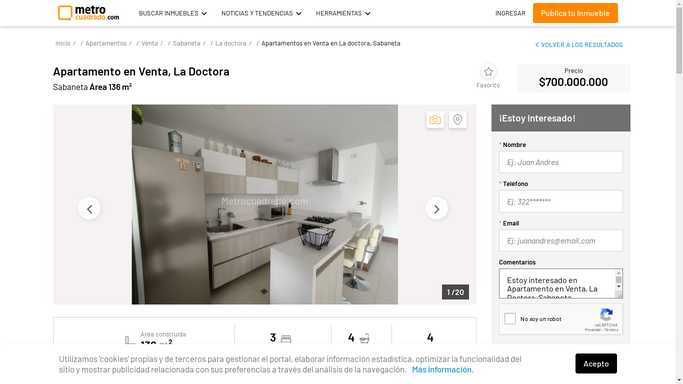 metro
cuadrado.com
BUSCAR INMUEBLES
NOTICIAS Y TENDENCIAS
HERRAMIENTAS
INGRESAR
Publica tu inmueble
Inicio / / Apartamentos / / Venta / / Sabaneta / / La doctora / / Apartamentos en Venta en La doctora, Sabaneta
VOLVER A LOS RESULTADOS
Apartamento en Venta, La Doctora
Sabaneta Área 136 m²
Favorito
Precio
$700.000.000
Metrocuadrado.com
1 / 20
¡Estoy Interesado!
* Nombre
Ej: Juan Andres
* Teléfono
Ej: 322*******
* Email
Ej: juanandres@email.com
Comentarios
Estoy interesado en
Apartamento en Venta, La
Doctora-Sabaneta
No soy un robot
reCAPTCHA
Privacidad - Términos
Área construida
136 m²
3
4
4
Utilizamos 'cookies' propias y de terceros para gestionar el portal, elaborar información estadística, optimizar la funcionalidad del
sitio y mostrar publicidad relacionada con sus preferencias a través del análisis de la navegación. Más información.
Acepto